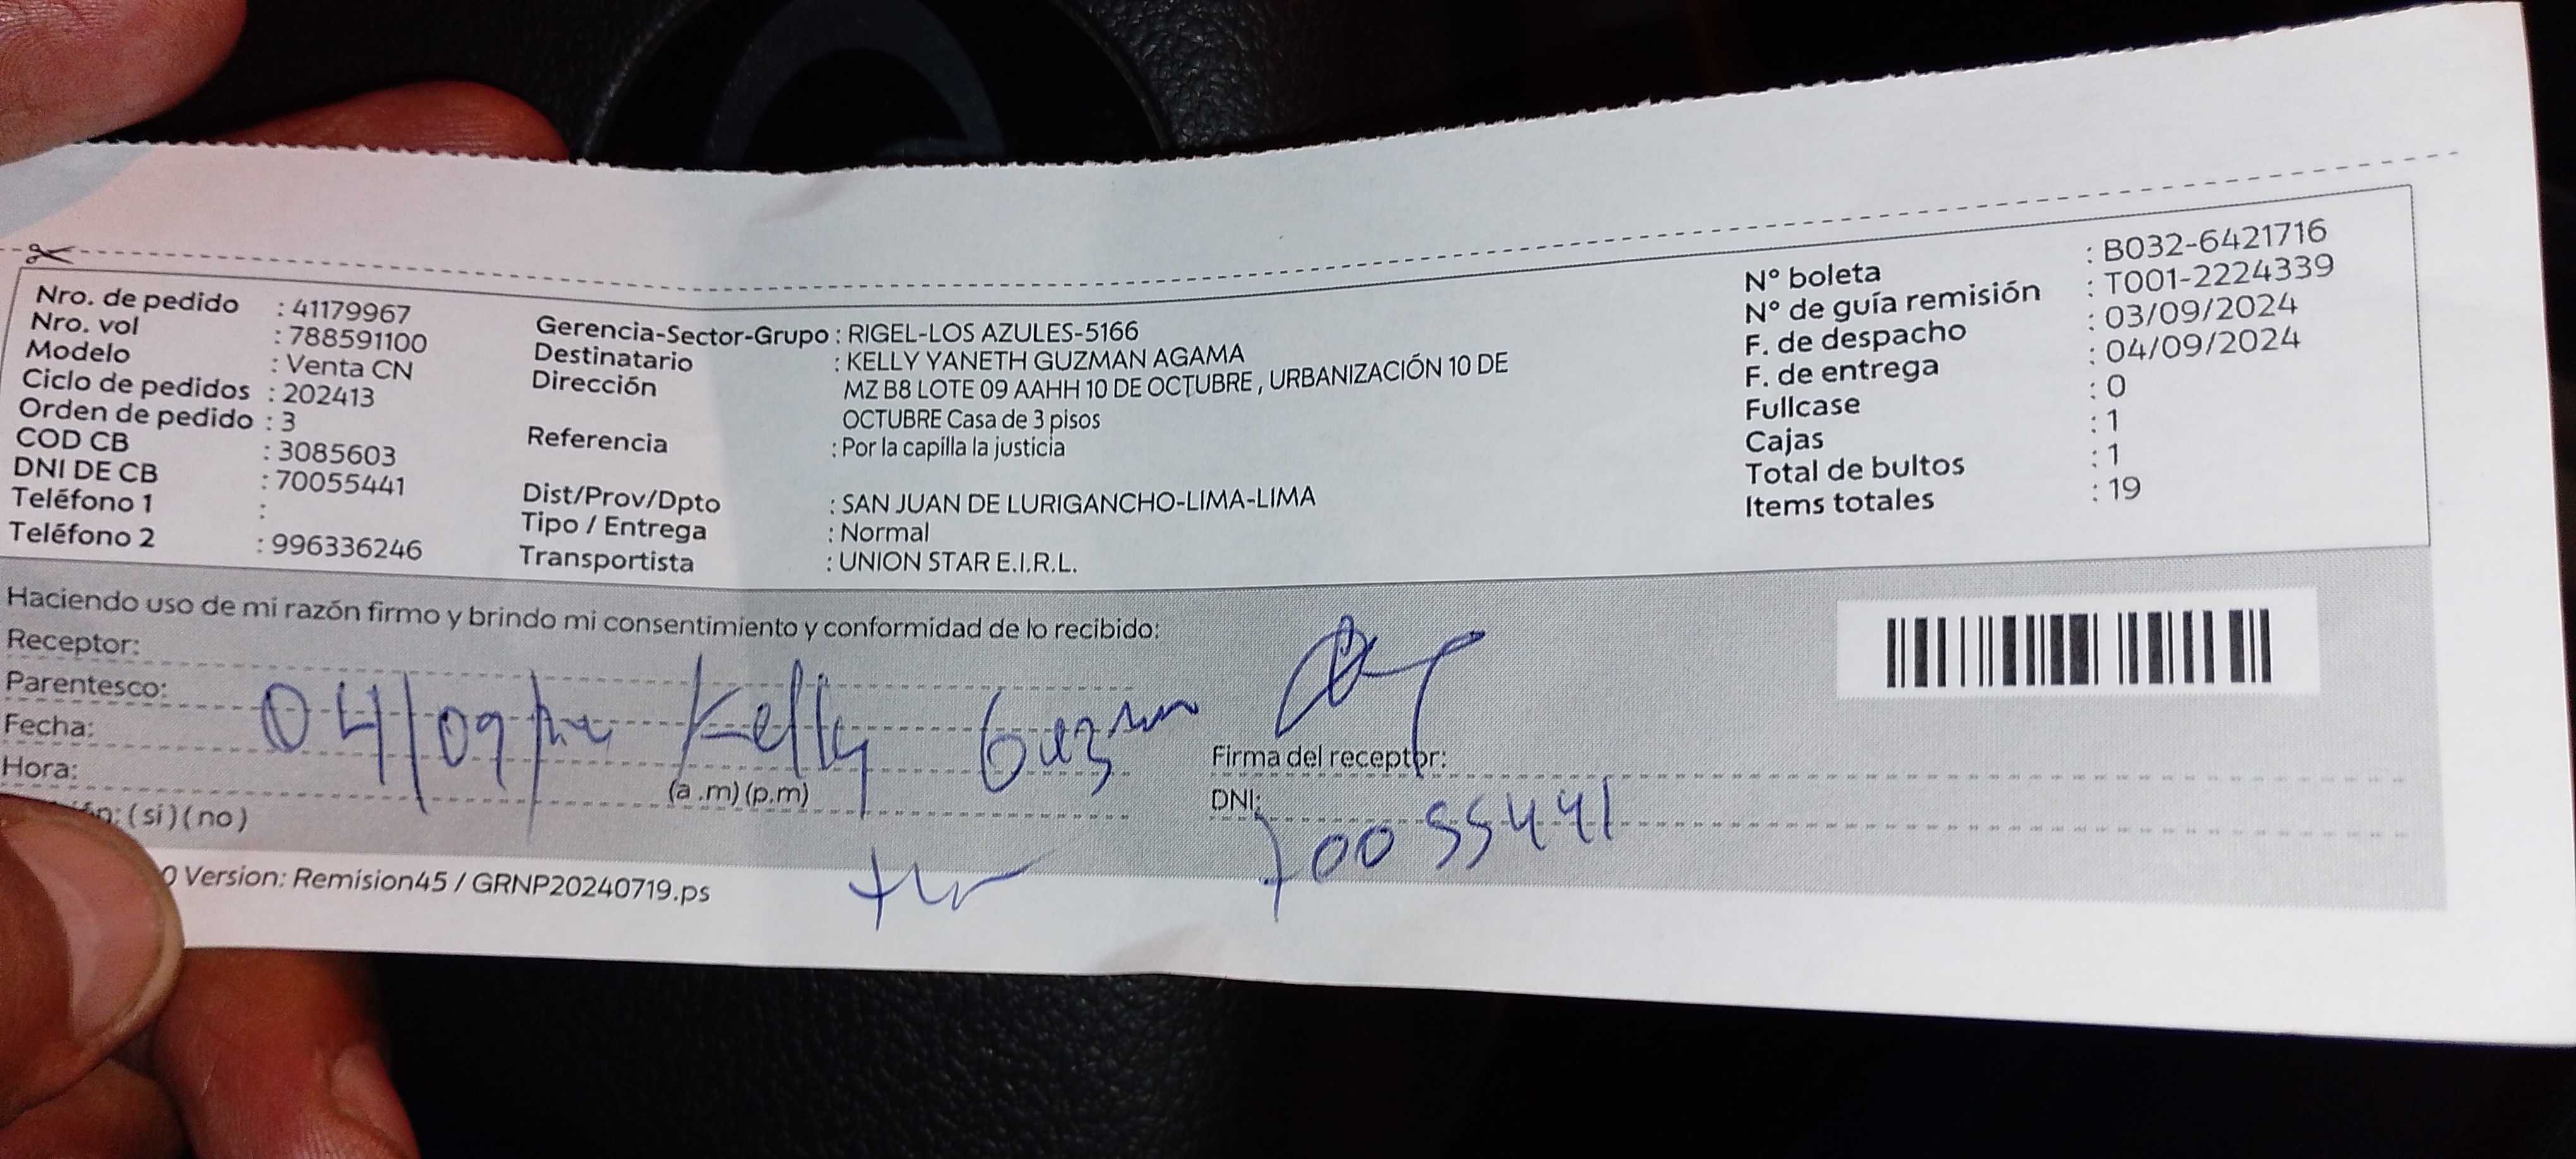 Nro. de pedido : 41179967
Nro. vol : 788591100
Modelo : Venta CN
Ciclo de pedidos : 202413
Orden de pedido : 3
COD CB : 3085603
DNI DE CB : 70055441
Teléfono 1 :
Teléfono 2 : 996336246
Gerencia-Sector-Grupo : RIGEL-LOS AZULES-5166
Destinatario : KELLY YANETH GUZMAN AGAMA
Dirección MZ B8 LOTE 09 AAHH 10 DE OCTUBRE , URBANIZACIÓN 10 DE
OCTUBRE Casa de 3 pisos
Referencia : Por la capilla la justicia
Dist/Prov/Dpto : SAN JUAN DE LURIGANCHO-LIMA-LIMA
Tipo / Entrega : Normal
Transportista : UNION STAR E.I.R.L.
N° boleta : B032-6421716
N° de guía remisión : T001-2224339
F. de despacho : 03/09/2024
F. de entrega : 04/09/2024
Fullcase : 0
Cajas : 1
Total de bultos : 1
Items totales : 19
Haciendo uso de mi razón firmo y brindo mi consentimiento y conformidad de lo recibido:
Receptor:
Parentesco:
Fecha: 04/09/ Kelly Guzman
Hora: (a .m) (p.m)
(si) (no)
Firma del receptor:
DNI: 70055441
0 Version: Remision45 / GRNP20240719.ps